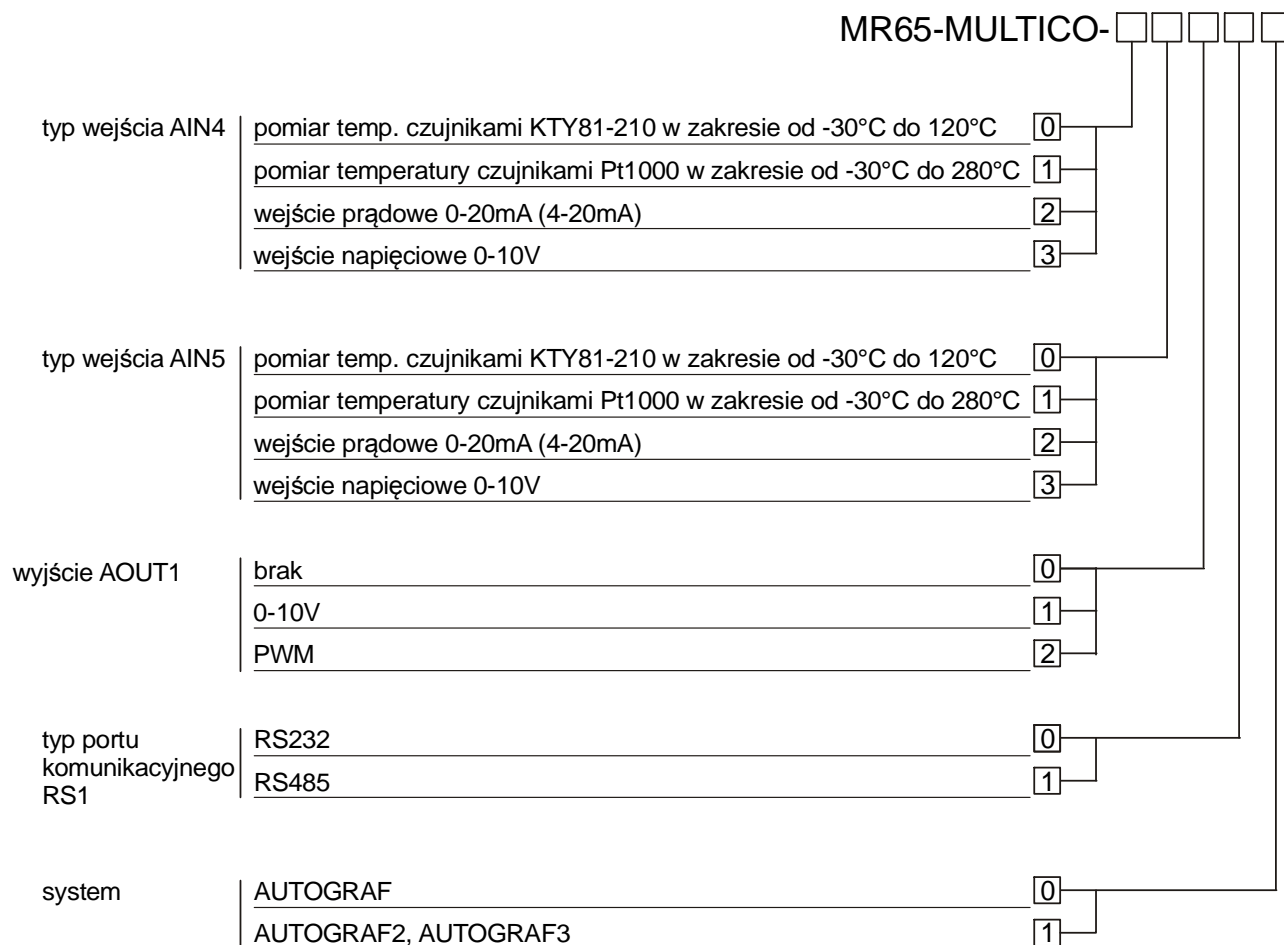 MR65-MULTICO-
typ wejścia AIN4
pomiar temp. czujnikami KTY81-210 w zakresie od -30°C do 120°C 0
pomiar temperatury czujnikami Pt1000 w zakresie od -30°C do 280°C 1
wejście prądowe 0-20mA (4-20mA) 2
wejście napięciowe 0-10V 3
typ wejścia AIN5
pomiar temp. czujnikami KTY81-210 w zakresie od -30°C do 120°C 0
pomiar temperatury czujnikami Pt1000 w zakresie od -30°C do 280°C 1
wejście prądowe 0-20mA (4-20mA) 2
wejście napięciowe 0-10V 3
wyjście AOUT1
brak 0
0-10V 1
PWM 2
typ portu
komunikacyjnego
RS1
RS232 0
RS485 1
system
AUTOGRAF 0
AUTOGRAF2, AUTOGRAF3 1